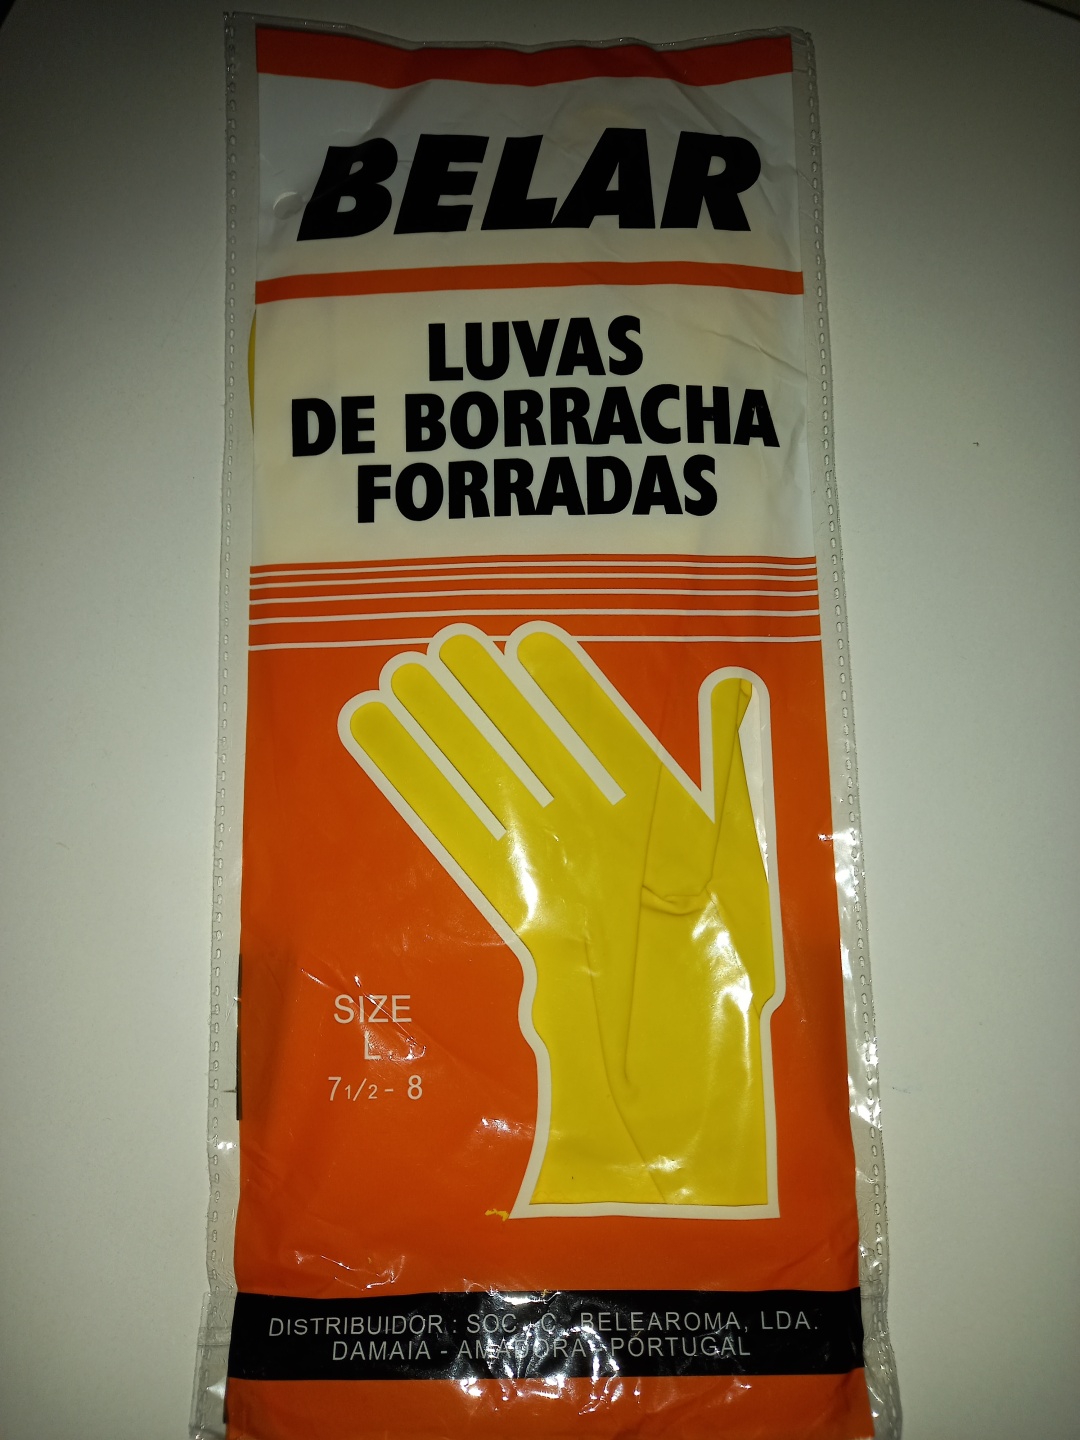 BELAR
LUVAS
DE BORRACHA
FORRADAS
SIZE
L.
7 1/2 - 8
DISTRIBUIDOR : SOC. C. BELEAROMA, LDA.
DAMAIA - AMADORA - PORTUGAL